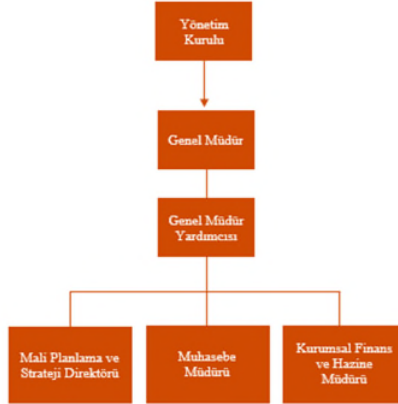 Yönetim
Kurulu
Genel Müdür
Genel Müdür
Yardımcısı
Mali Planlama ve
Strateji Direktörü
Muhasebe
Müdürü
Kurumsal Finans
ve Hazine
Müdürü